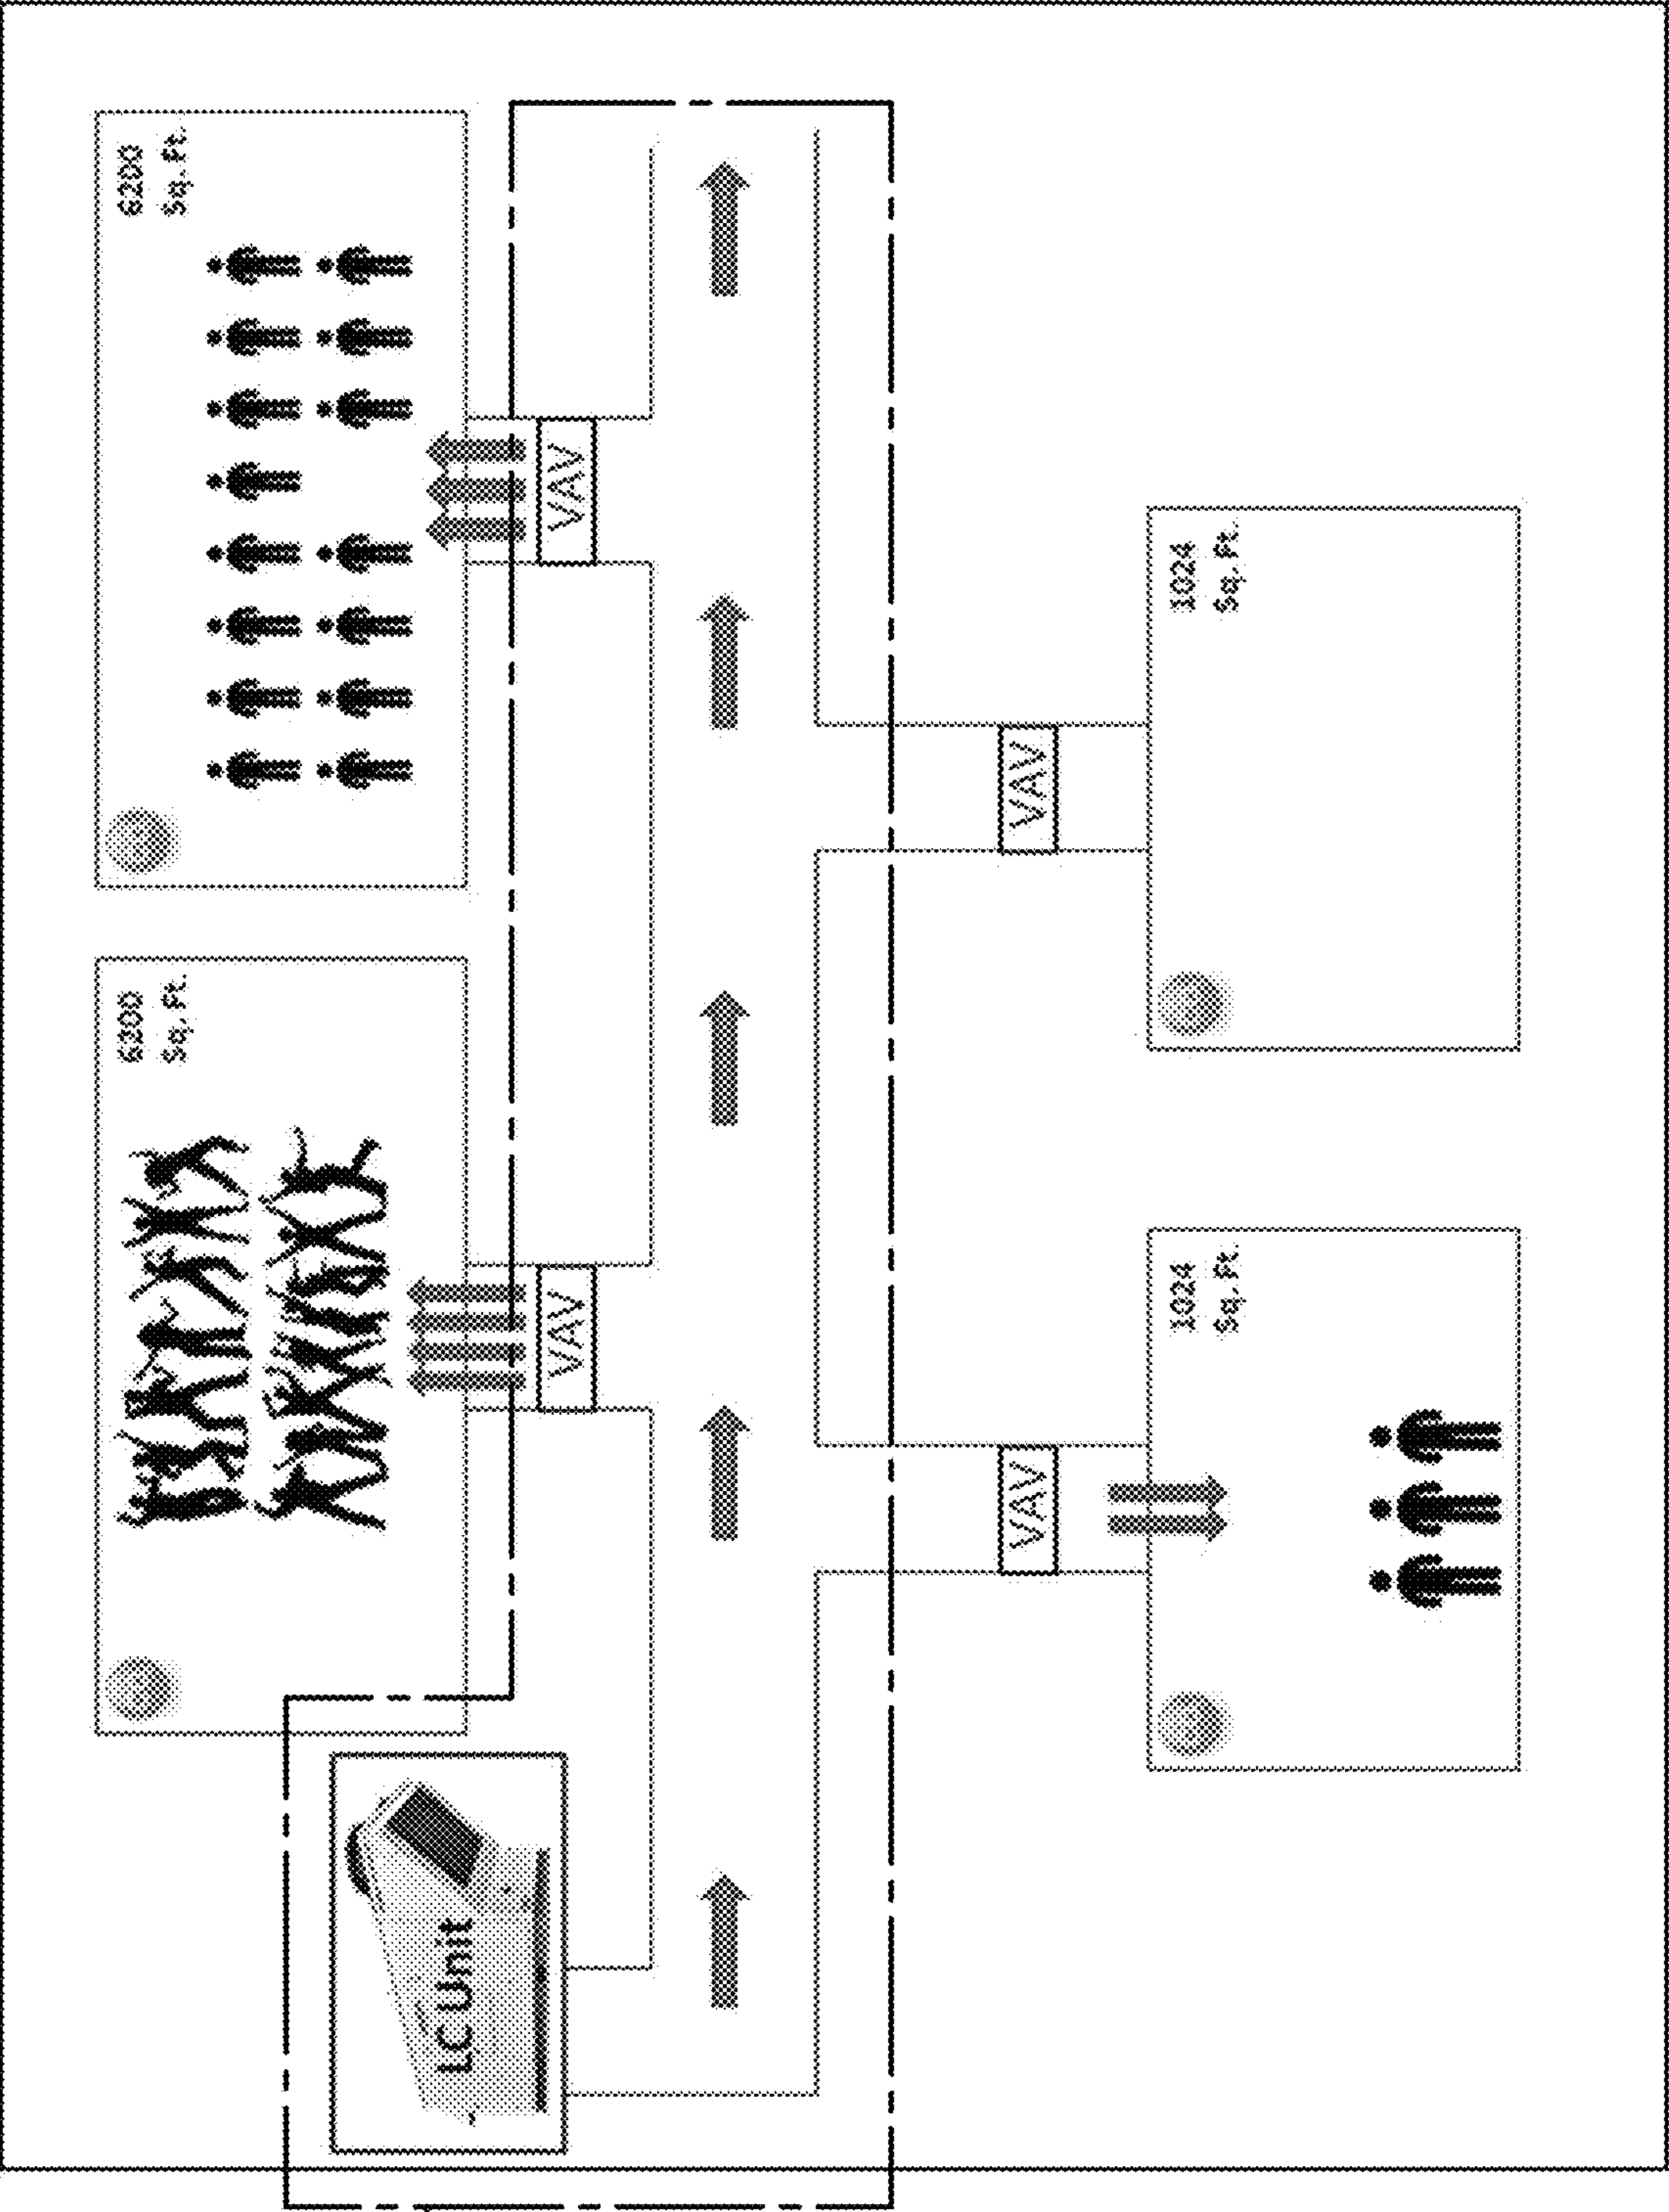 6300
Sq. Ft.
6200
Sq. Ft.
LC Unit
VAV
VAV
VAV
VAV
1024
Sq. Ft.
1024
Sq. Ft.